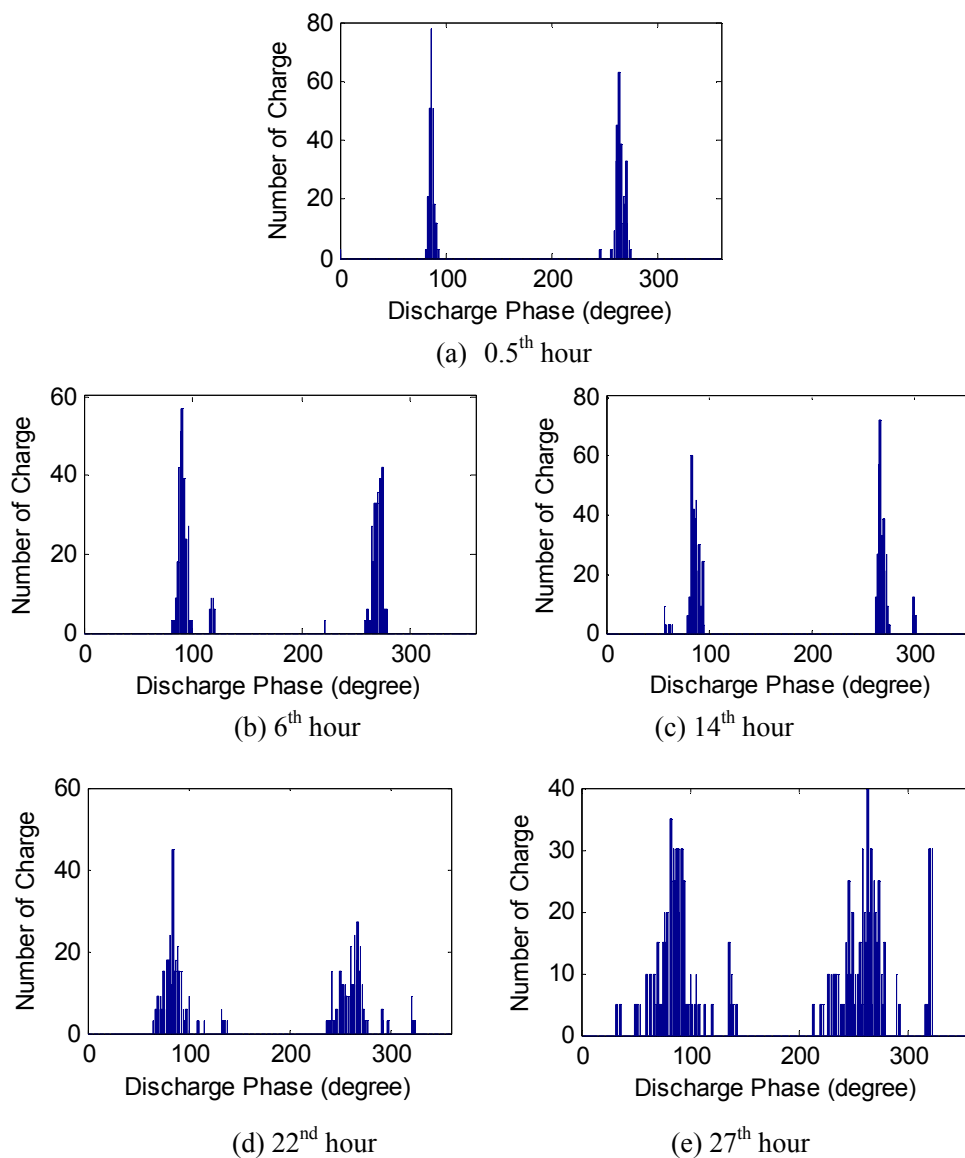 80
60
40
20
0
Number of Charge
0 100 200 300
Discharge Phase (degree)
(a) 0.5th hour
60
40
20
0
Number of Charge
0 100 200 300
Discharge Phase (degree)
(b) 6th hour
80
60
40
20
0
Number of Charge
0 100 200 300
Discharge Phase (degree)
(c) 14th hour
60
40
20
0
Number of Charge
0 100 200 300
Discharge Phase (degree)
(d) 22nd hour
40
30
20
10
0
Number of Charge
0 100 200 300
Discharge Phase (degree)
(e) 27th hour